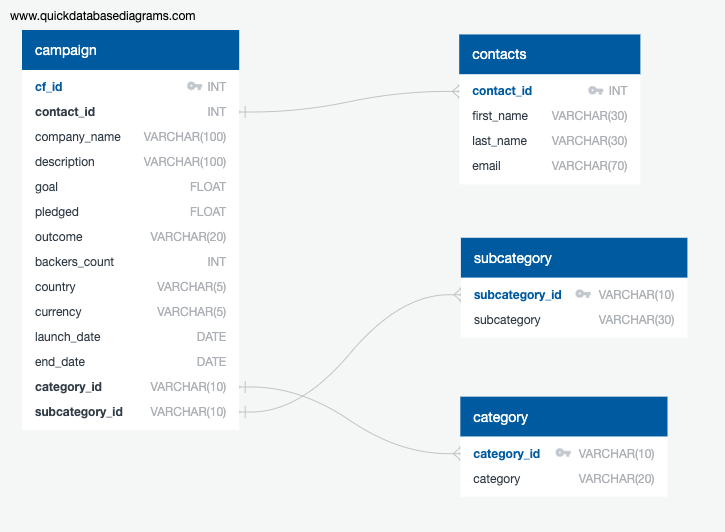 www.quickdatabasediagrams.com
campaign
cf_id INT
contact_id INT
company_name VARCHAR(100)
description VARCHAR(100)
goal FLOAT
pledged FLOAT
outcome VARCHAR(20)
backers_count INT
country VARCHAR(5)
currency VARCHAR(5)
launch_date DATE
end_date DATE
category_id VARCHAR(10)
subcategory_id VARCHAR(10)
contacts
contact_id INT
first_name VARCHAR(30)
last_name VARCHAR(30)
email VARCHAR(70)
subcategory
subcategory_id VARCHAR(10)
subcategory VARCHAR(30)
category
category_id VARCHAR(10)
category VARCHAR(20)